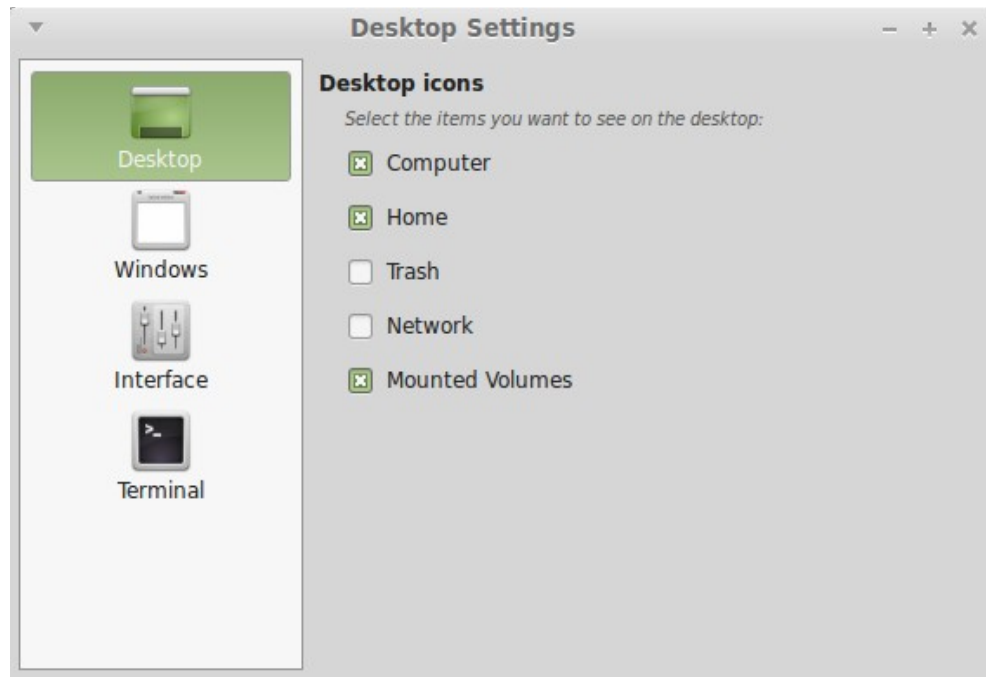 Desktop Settings
Desktop
Windows
Interface
>_
Terminal
Desktop icons
Select the items you want to see on the desktop:
Computer
Home
Trash
Network
Mounted Volumes